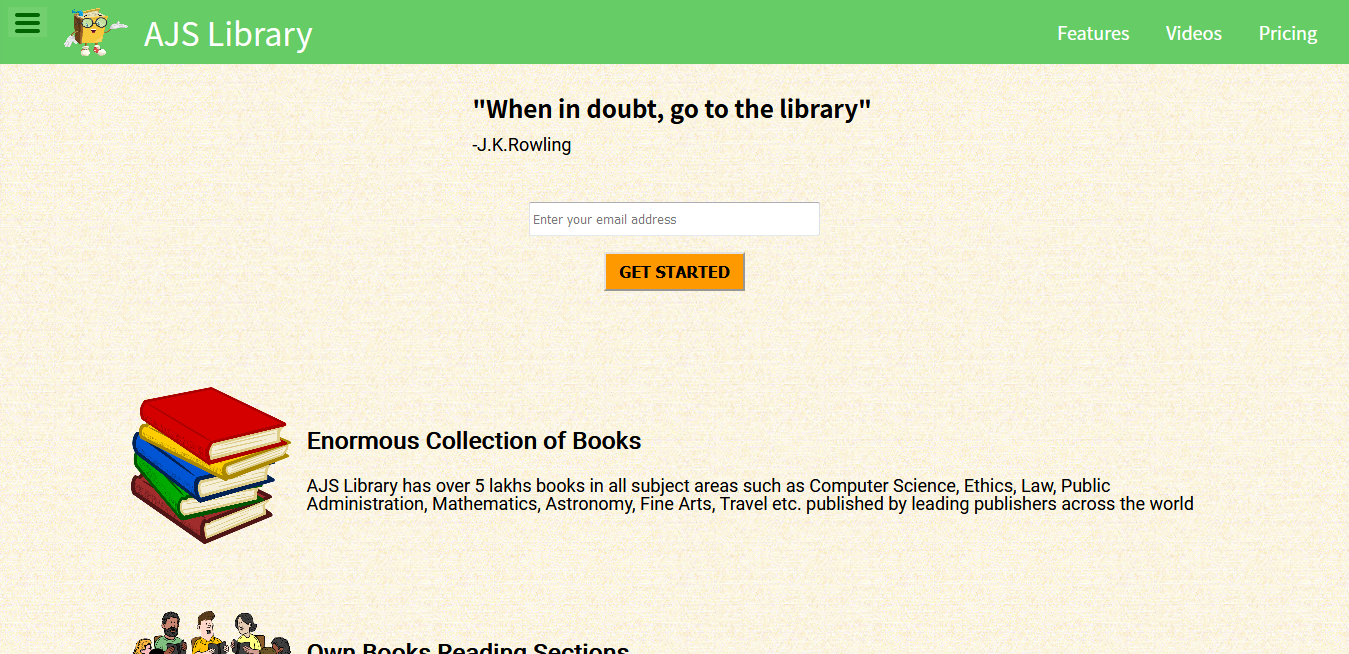 AJS Library
Features
Videos
Pricing
"When in doubt, go to the library"
-J.K.Rowling
Enter your email address
GET STARTED
Enormous Collection of Books
AJS Library has over 5 lakhs books in all subject areas such as Computer Science, Ethics, Law, Public
Administration, Mathematics, Astronomy, Fine Arts, Travel etc. published by leading publishers across the world
Own Books Reading Sections